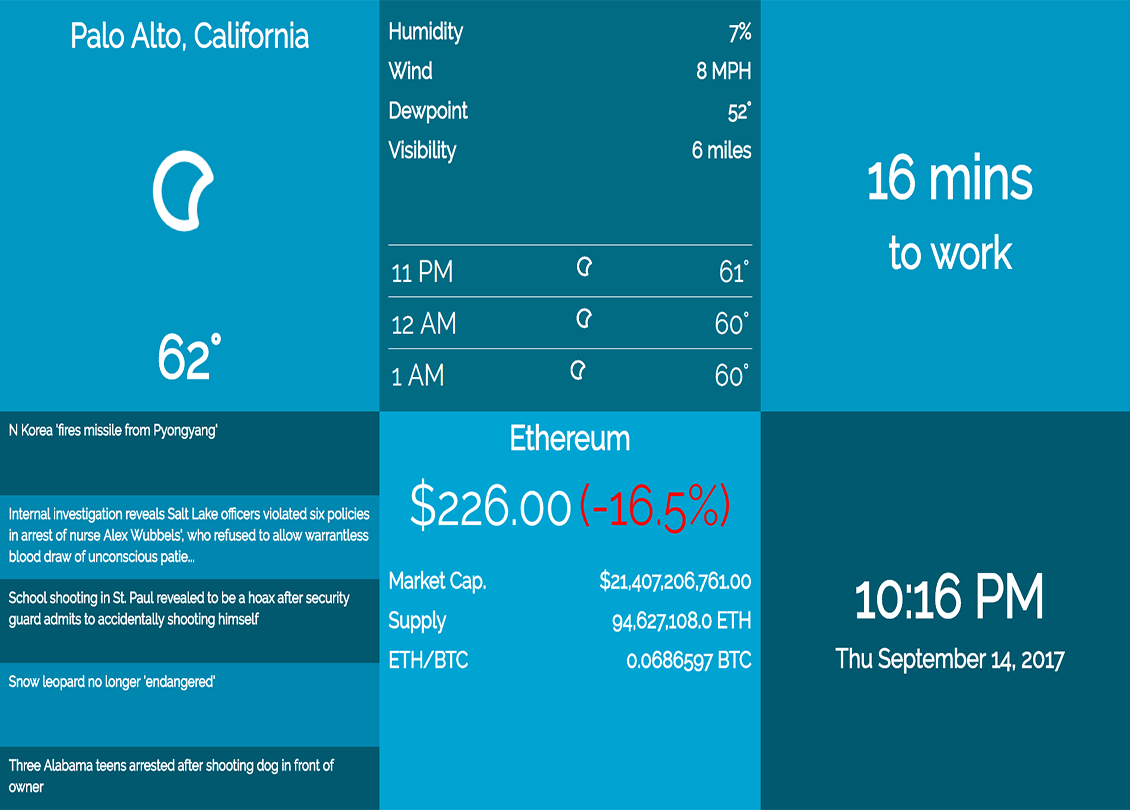 Palo Alto, California
62°
Humidity 7%
Wind 8 MPH
Dewpoint 52°
Visibility 6 miles
11 PM 61°
12 AM 60°
1 AM 60°
16 mins
to work
N Korea 'fires missile from Pyongyang'
Internal investigation reveals Salt Lake officers violated six policies
in arrest of nurse Alex Wubbels', who refused to allow warrantless
blood draw of unconscious patie...
School shooting in St. Paul revealed to be a hoax after security
guard admits to accidentally shooting himself
Snow leopard no longer 'endangered'
Three Alabama teens arrested after shooting dog in front of
owner
Ethereum
$226.00 (-16.5%)
Market Cap. $21,407,206,761.00
Supply 94,627,108.0 ETH
ETH/BTC 0.0686597 BTC
10:16 PM
Thu September 14, 2017